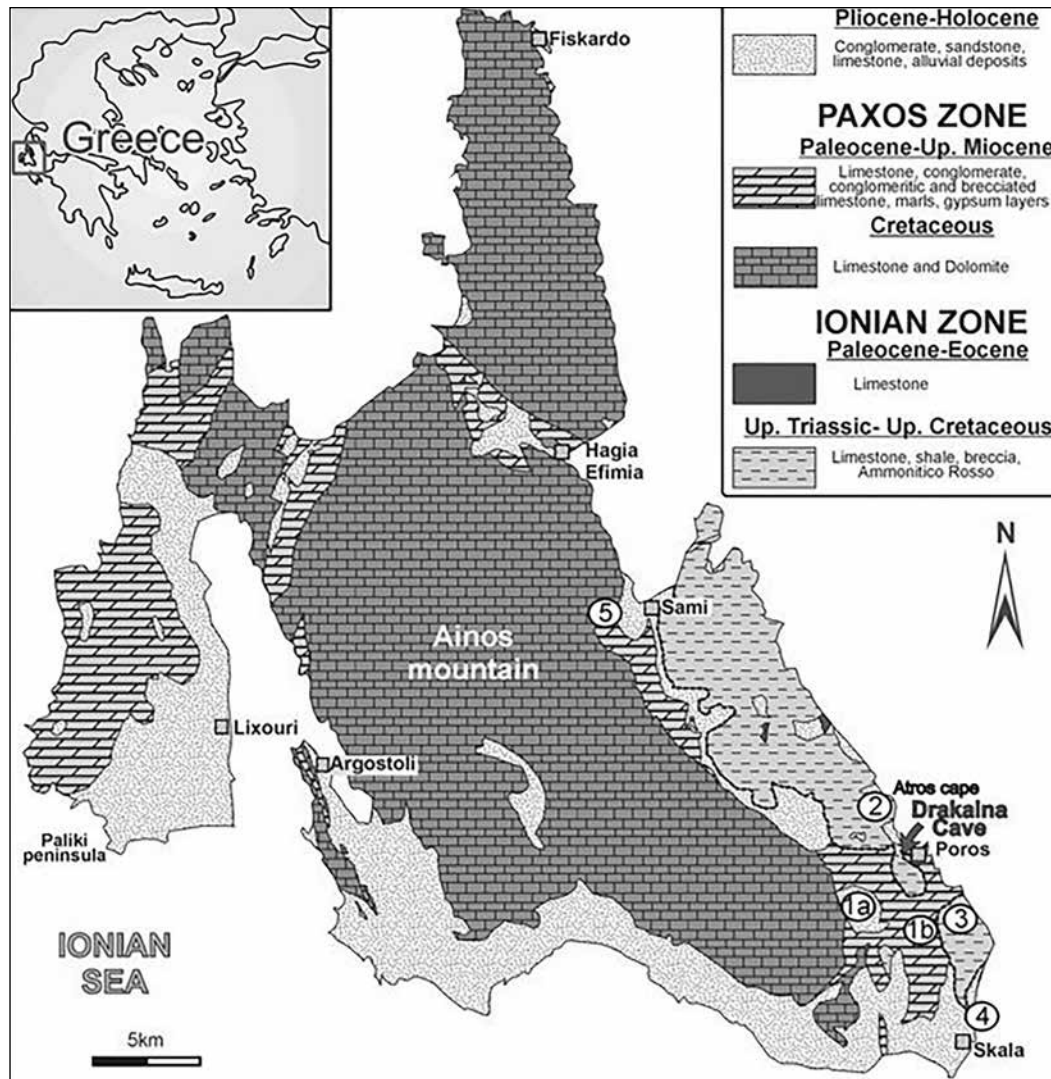 Greece
Pliocene-Holocene
Conglomerate, sandstone,
limestone, alluvial deposits
PAXOS ZONE
Paleocene-Up. Miocene
Limestone, conglomerate,
conglomeritic and brecciated
limestone, marls, gypsum layers
Cretaceous
Limestone and Dolomite
IONIAN ZONE
Paleocene-Eocene
Limestone
Up. Triassic- Up. Cretaceous
Limestone, shale, breccia,
Ammonitico Rosso
N
Fiskardo
Hagia
Efimia
5
Sami
Ainos
mountain
Lixouri
Argostoli
Paliki
peninsula
Atros cape
2
Drakaina
Cave
Poros
1a
1b
3
4
Skala
IONIAN
SEA
5km